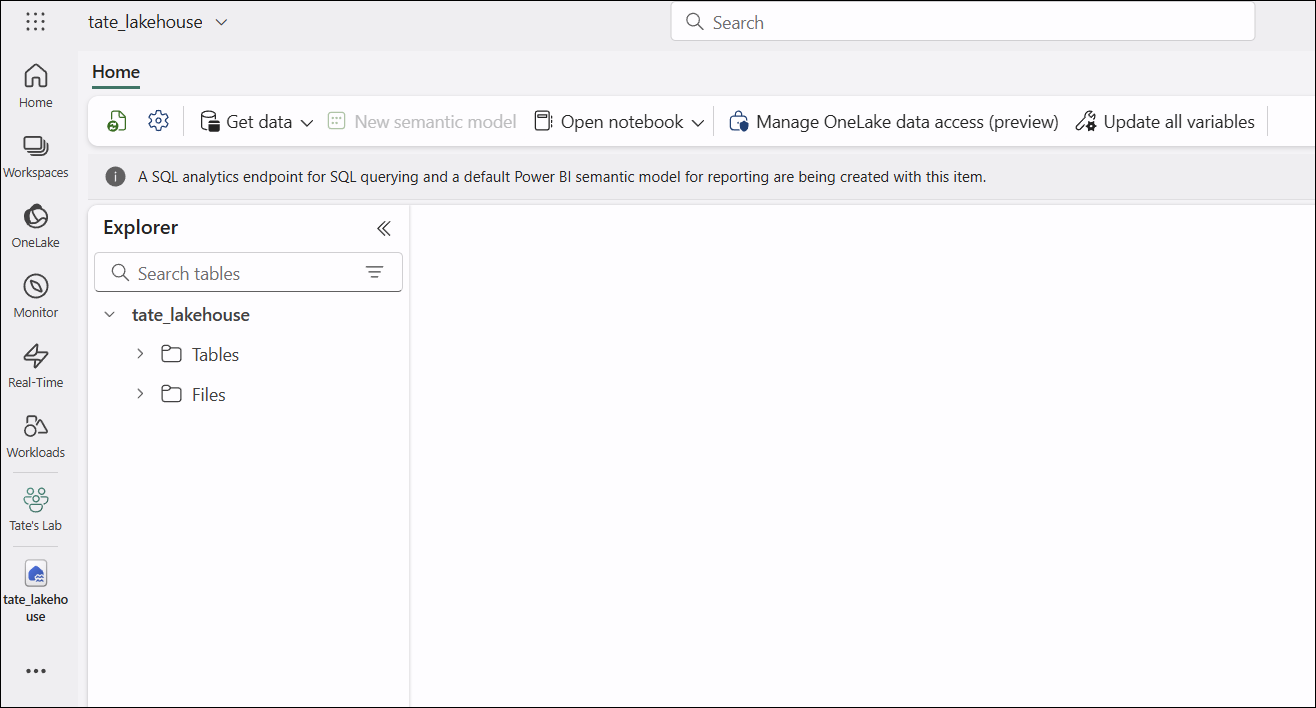 tate_lakehouse
Search
Home
Home
Get data
New semantic model
Open notebook
Manage OneLake data access (preview)
Update all variables
Workspaces
A SQL analytics endpoint for SQL querying and a default Power BI semantic model for reporting are being created with this item.
OneLake
Explorer
Search tables
Monitor
tate_lakehouse
Tables
Real-Time
Files
Workloads
Tate's Lab
tate_lakeho
use